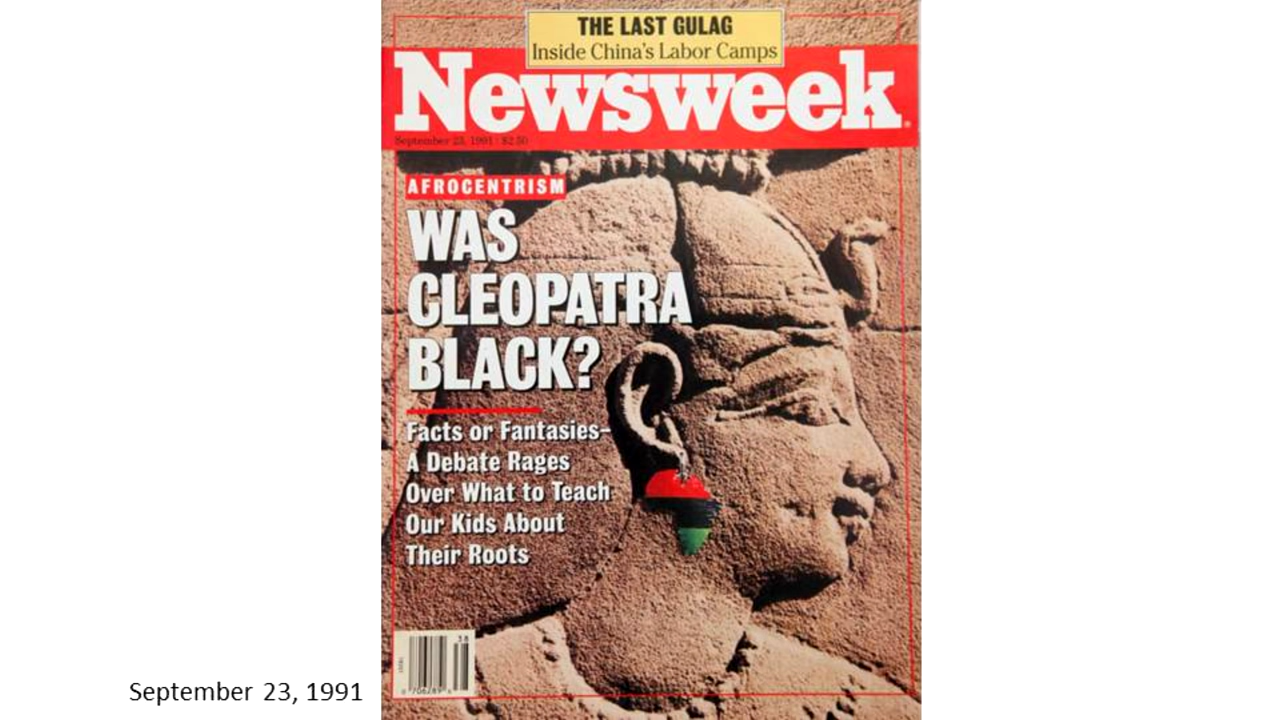 THE LAST GULAG
Inside China's Labor Camps
Newsweek
September 23, 1991 : $2.50
AFROCENTRISM
WAS
CLEOPATRA
BLACK?
Facts or Fantasies–
A Debate Rages
Over What to Teach
Our Kids About
Their Roots
38
September 23, 1991